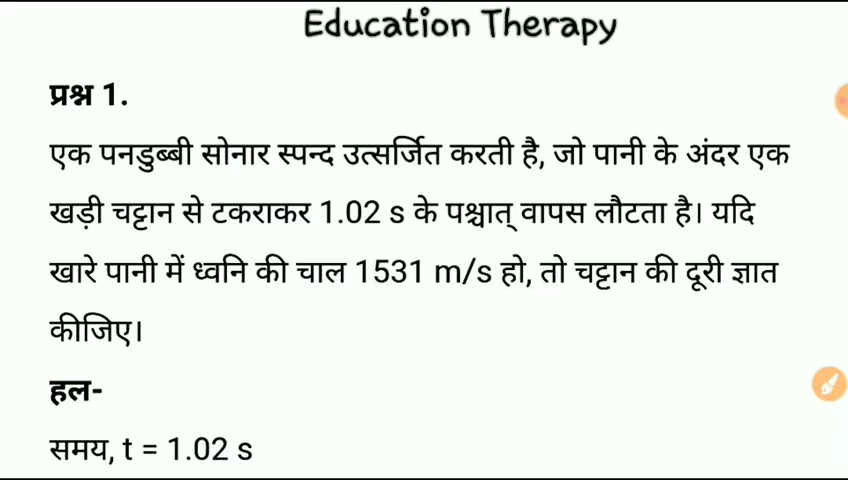 Education Therapy
प्रश्न 1.
एक पनडुब्बी सोनार स्पन्द उत्सर्जित करती है, जो पानी के अंदर एक
खड़ी चट्टान से टकराकर 1.02 s के पश्चात् वापस लौटता है। यदि
खारे पानी में ध्वनि की चाल 1531 m/s हो, तो चट्टान की दूरी ज्ञात
कीजिए।
हल-
समय, t = 1.02 s